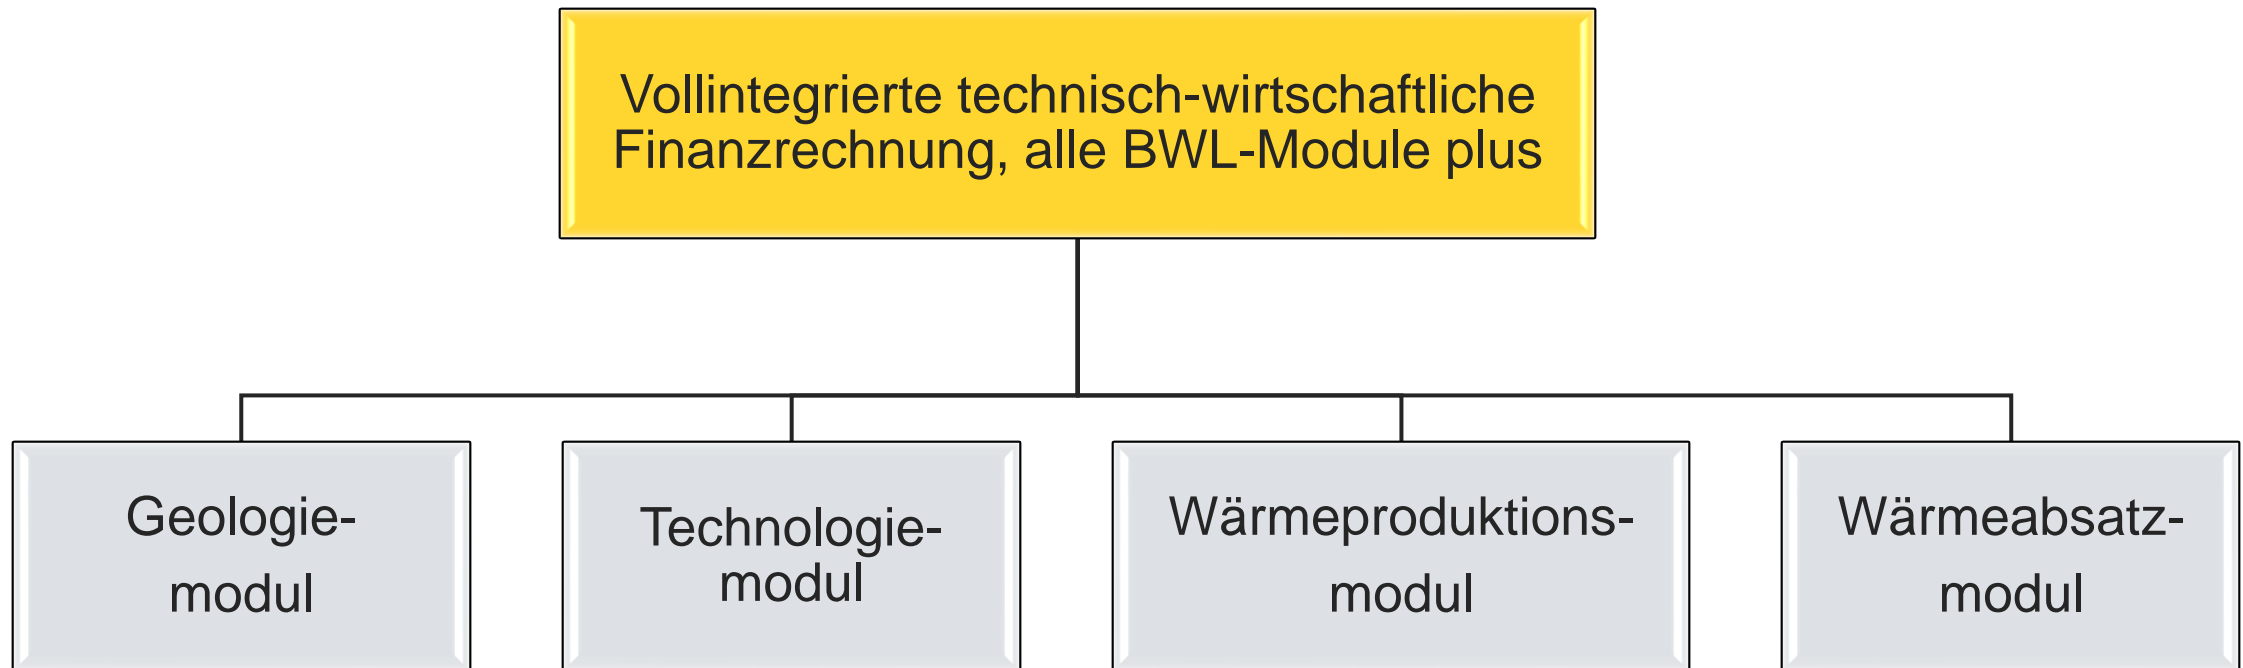 Vollintegrierte technisch-wirtschaftliche
Finanzrechnung, alle BWL-Module plus
Geologie-
modul
Technologie-
modul
Wärmeproduktions-
modul
Wärmeabsatz-
modul